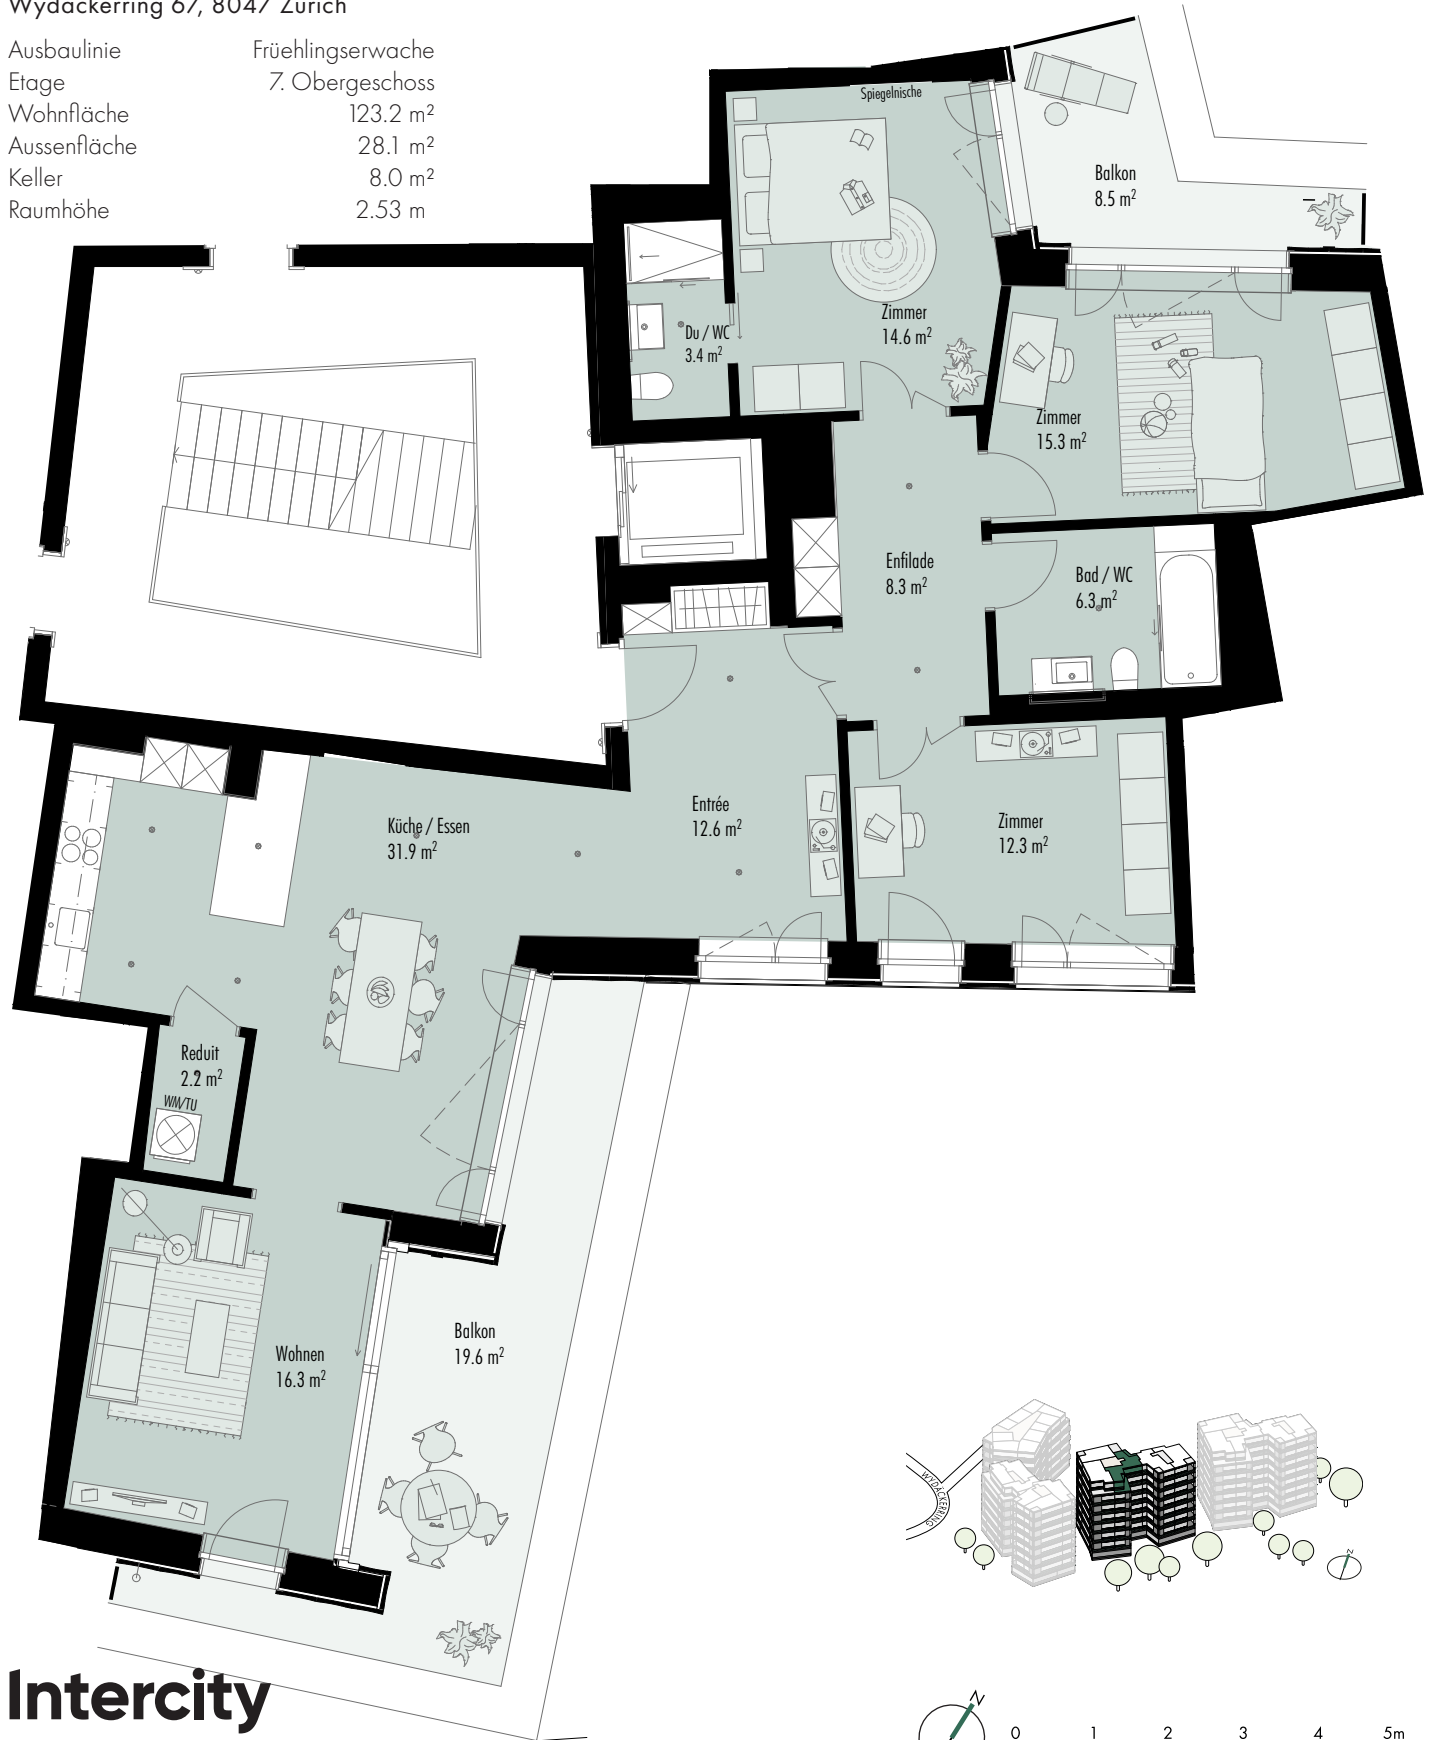 Wydäckerring 67, 8047 Zürich
Ausbaulinie Früehlingserwache
Etage 7. Obergeschoss
Wohnfläche 123.2 m²
Aussenfläche 28.1 m²
Keller 8.0 m²
Raumhöhe 2.53 m
Spiegelnische
Balkon
8.5 m²
Zimmer
14.6 m²
Du / WC
3.4 m²
Zimmer
15.3 m²
Enfilade
8.3 m²
Bad / WC
6.3 m²
Entrée
12.6 m²
Küche / Essen
31.9 m²
Zimmer
12.3 m²
Reduit
2.2 m²
WM/TU
Balkon
19.6 m²
Wohnen
16.3 m²
WYDÄCKERRING
N
Intercity
N
0 1 2 3 4 5m